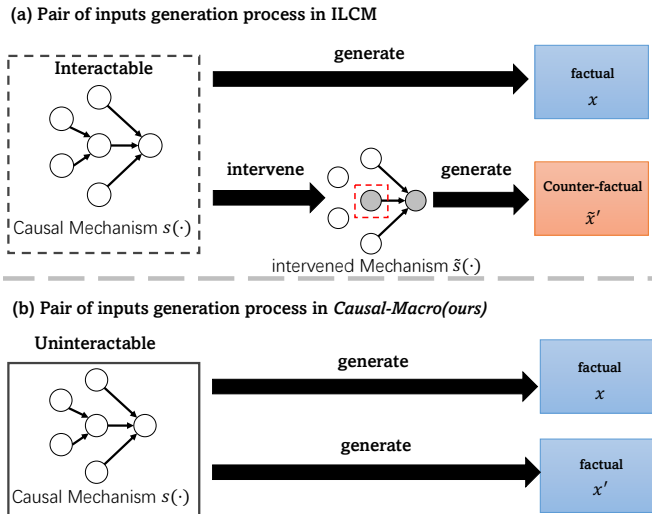 (a) Pair of inputs generation process in ILCM
Interactable
generate
factual
x
Causal Mechanism s(·)
intervene
generate
Counter-factual
x̃′
intervened Mechanism s̃(·)
(b) Pair of inputs generation process in Causal-Macro(ours)
Uninteractable
generate
factual
x
generate
factual
x′
Causal Mechanism s(·)